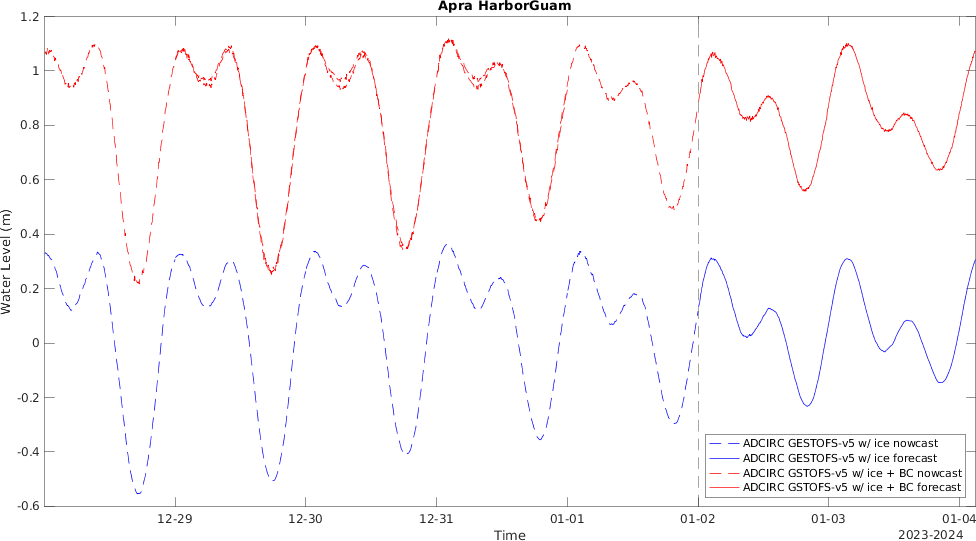 Apra HarborGuam
1.2
1
0.8
0.6
0.4
0.2
0
-0.2
-0.4
-0.6
Water Level (m)
12-29
12-30
12-31
01-01
01-02
01-03
01-04
Time
2023-2024
ADCIRC GESTOFS-v5 w/ ice nowcast
ADCIRC GESTOFS-v5 w/ ice forecast
ADCIRC GSTOFS-v5 w/ ice + BC nowcast
ADCIRC GSTOFS-v5 w/ ice + BC forecast